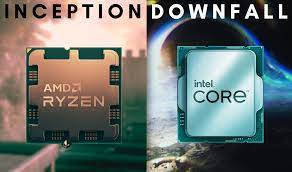 INCEPTION DOWNFALL
AMD
RYZEN
intel
CORE